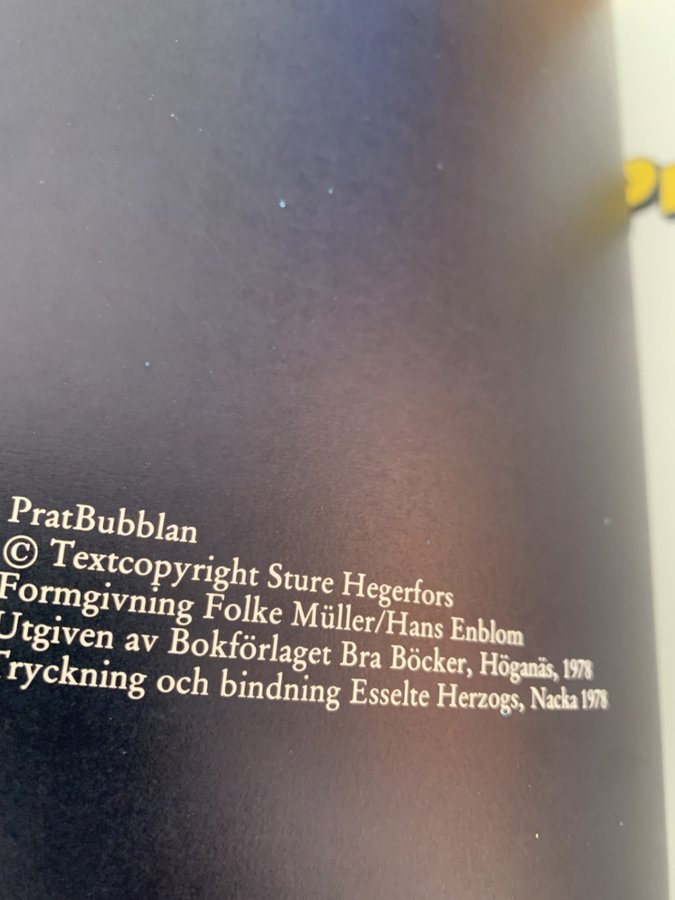 PratBubblan
© Textcopyright Sture Hegerfors
Formgivning Folke Müller/Hans Enblom
Utgiven av Bokförlaget Bra Böcker, Höganäs, 1978
Tryckning och bindning Esselte Herzogs, Nacka 1978